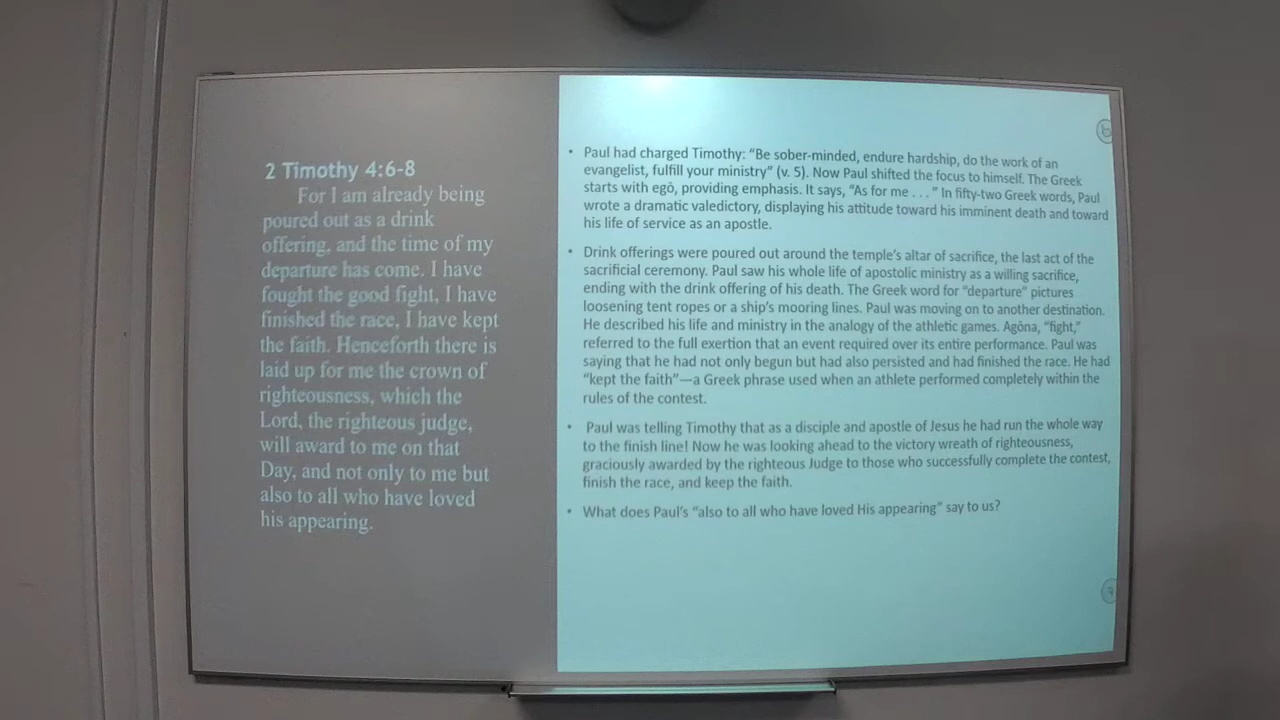 2 Timothy 4:6-8
For I am already being
poured out as a drink
offering, and the time of my
departure has come. I have
fought the good fight, I have
finished the race, I have kept
the faith. Henceforth there is
laid up for me the crown of
righteousness, which the
Lord, the righteous judge,
will award to me on that
Day, and not only to me but
also to all who have loved
his appearing.
• Paul had charged Timothy: “Be sober-minded, endure hardship, do the work of an
evangelist, fulfill your ministry” (v. 5). Now Paul shifted the focus to himself. The Greek
starts with egō, providing emphasis. It says, “As for me . . . ” In fifty-two Greek words, Paul
wrote a dramatic valedictory, displaying his attitude toward his imminent death and toward
his life of service as an apostle.
• Drink offerings were poured out around the temple’s altar of sacrifice, the last act of the
sacrificial ceremony. Paul saw his whole life of apostolic ministry as a willing sacrifice,
ending with the drink offering of his death. The Greek word for “departure” pictures
loosening tent ropes or a ship’s mooring lines. Paul was moving on to another destination.
He described his life and ministry in the analogy of the athletic games. Agōna, “fight,”
referred to the full exertion that an event required over its entire performance. Paul was
saying that he had not only begun but had also persisted and had finished the race. He had
“kept the faith”—a Greek phrase used when an athlete performed completely within the
rules of the contest.
• Paul was telling Timothy that as a disciple and apostle of Jesus he had run the whole way
to the finish line! Now he was looking ahead to the victory wreath of righteousness,
graciously awarded by the righteous Judge to those who successfully complete the contest,
finish the race, and keep the faith.
• What does Paul’s “also to all who have loved His appearing” say to us?